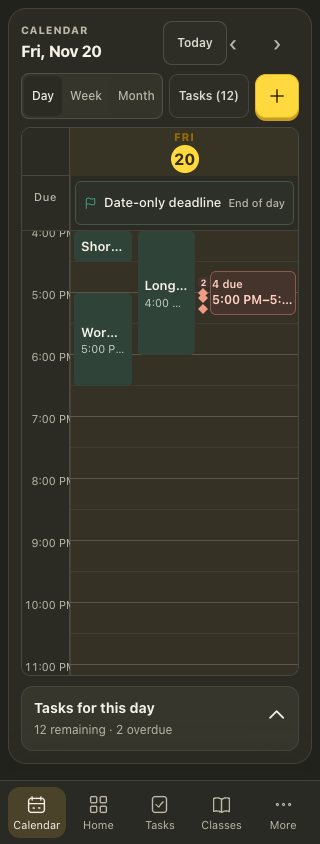 CALENDAR
Fri, Nov 20
Today
Day Week Month
Tasks (12)
FRI
20
Due
Date-only deadline End of day
4:00 PM
Shor...
Long...
4:00 ...
2
4 due
5:00 PM–5:...
5:00 PM
Wor...
5:00 P...
6:00 PM
7:00 PM
8:00 PM
9:00 PM
10:00 PM
11:00 PM
Tasks for this day
12 remaining · 2 overdue
Calendar Home Tasks Classes More